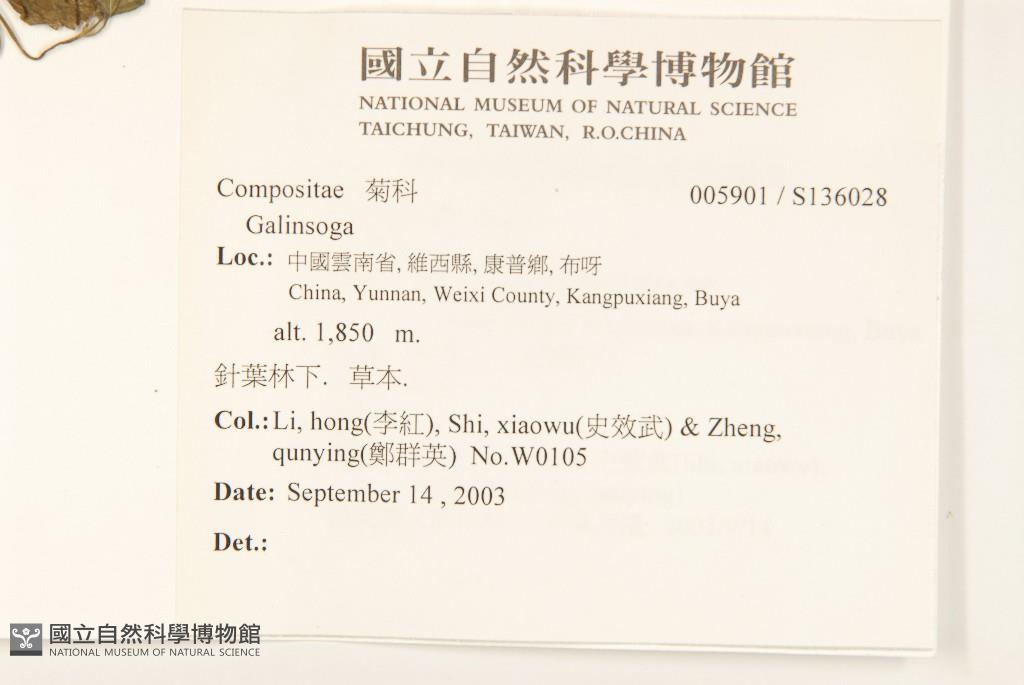 國立自然科學博物館
NATIONAL MUSEUM OF NATURAL SCIENCE
TAICHUNG, TAIWAN, R.O.CHINA
Compositae 菊科 005901 / S136028
Galinsoga
Loc.: 中國雲南省, 維西縣, 康普鄉, 布呀
China, Yunnan, Weixi County, Kangpuxiang, Buya
alt. 1,850 m.
針葉林下. 草本.
Col.: Li, hong(李紅), Shi, xiaowu(史效武) & Zheng,
qunying(鄭群英) No.W0105
Date: September 14 , 2003
Det.:
國立自然科學博物館
NATIONAL MUSEUM OF NATURAL SCIENCE